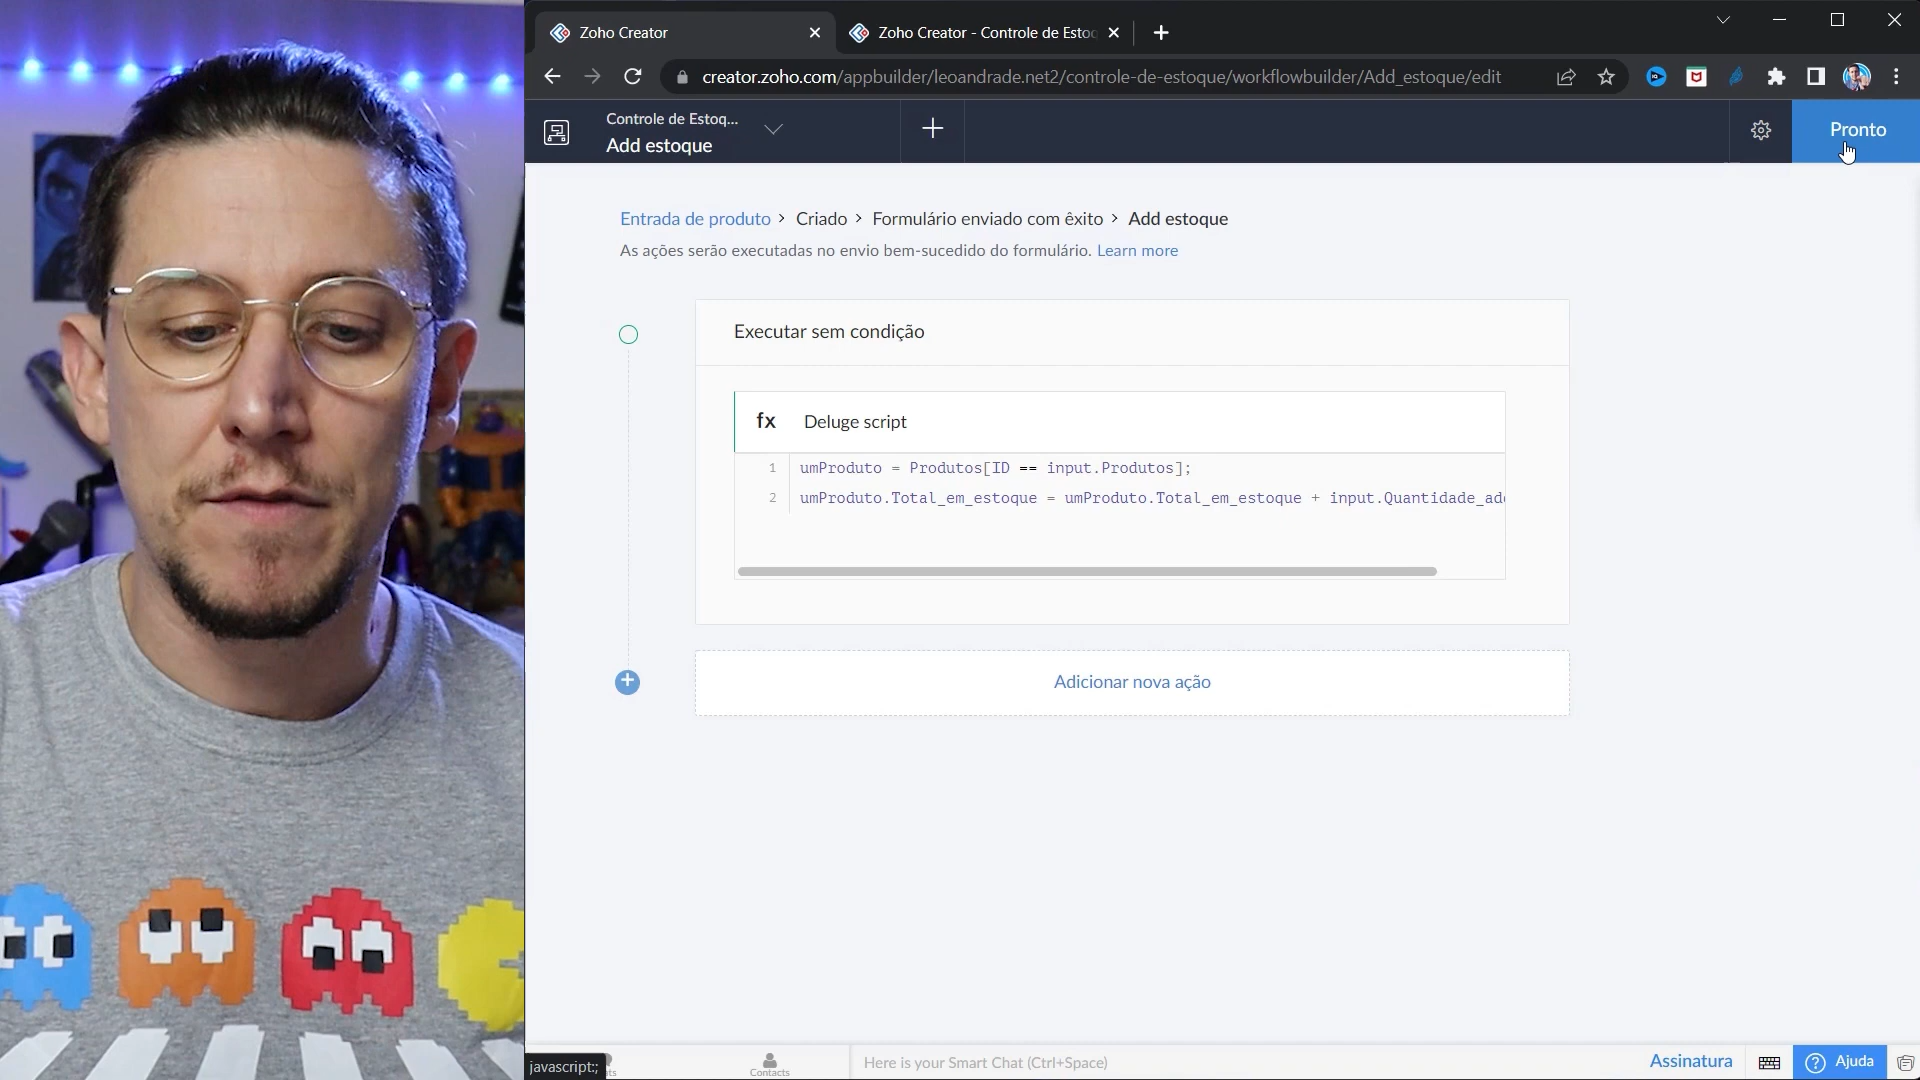 Zoho Creator
Zoho Creator - Controle de Esto
creator.zoho.com/appbuilder/leoandrade.net2/controle-de-estoque/workflowbuilder/Add_estoque/edit
Controle de Estoq...
Add estoque
Pronto
Entrada de produto > Criado > Formulário enviado com êxito > Add estoque
As ações serão executadas no envio bem-sucedido do formulário. Learn more
Executar sem condição
fx Deluge script
1 umProduto = Produtos[ID == input.Produtos];
2 umProduto.Total_em_estoque = umProduto.Total_em_estoque + input.Quantidade_ad
Adicionar nova ação
javascript:;
Contacts
Here is your Smart Chat (Ctrl+Space)
Assinatura
Ajuda